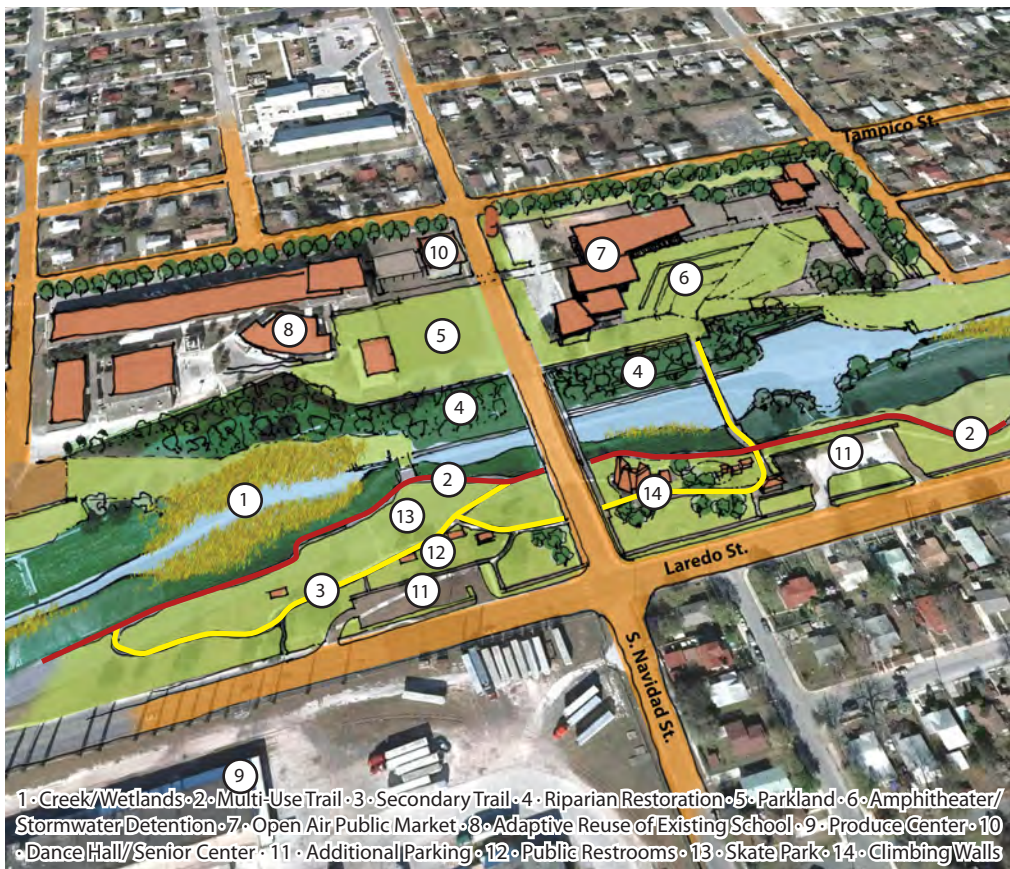 Tampico St.
10
7
6
8
5
4
4
2
11
2
1
14
13
12
3
11
Laredo St.
S. Navidad St.
9
1 · Creek/Wetlands · 2 · Multi-Use Trail · 3 · Secondary Trail · 4 · Riparian Restoration · 5 · Parkland · 6 · Amphitheater/
Stormwater Detention · 7 · Open Air Public Market · 8 · Adaptive Reuse of Existing School · 9 · Produce Center · 10
· Dance Hall/ Senior Center · 11 · Additional Parking · 12 · Public Restrooms · 13 · Skate Park · 14 · Climbing Walls